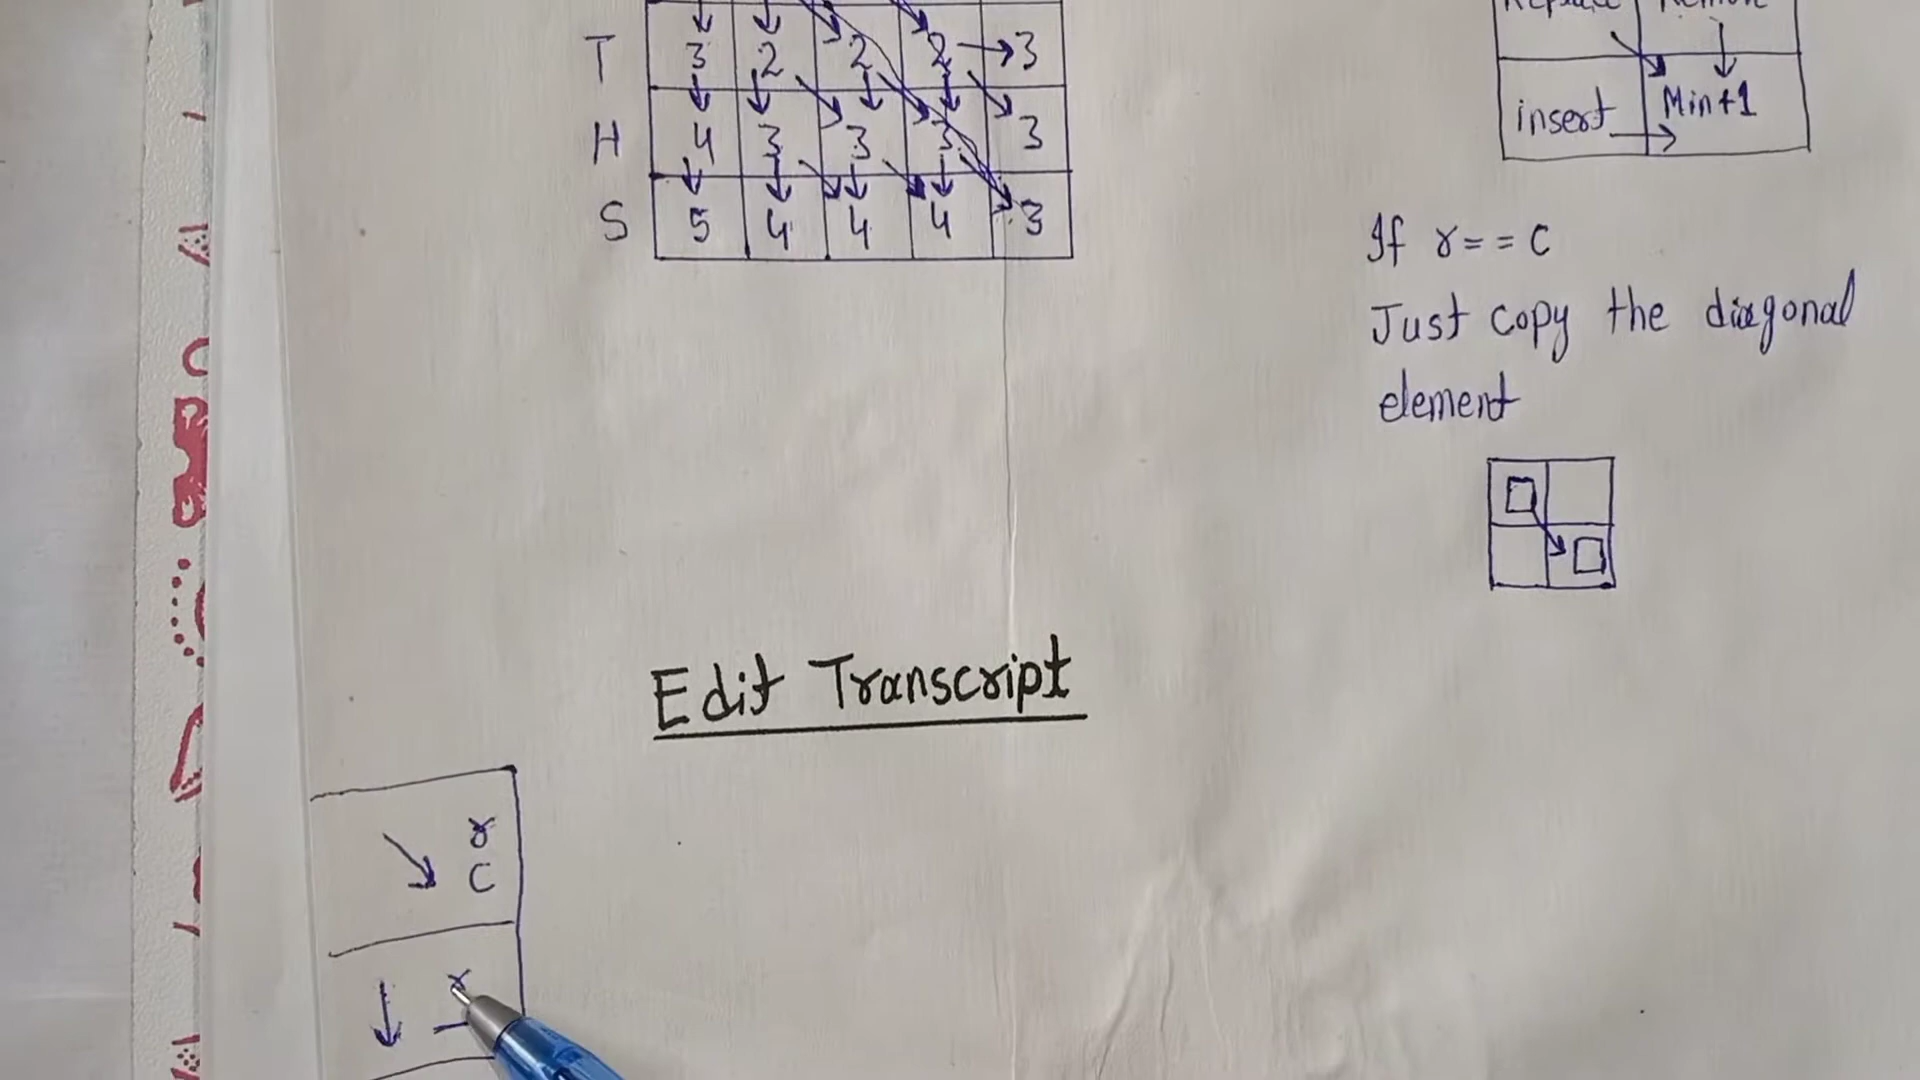 T 3 2 2 2 → 3
H 4 3 3 3 3
S 5 4 4 4 3
insert Min+1
If r == c
Just copy the diagonal
element
Edit Transcript
r
c
r
_